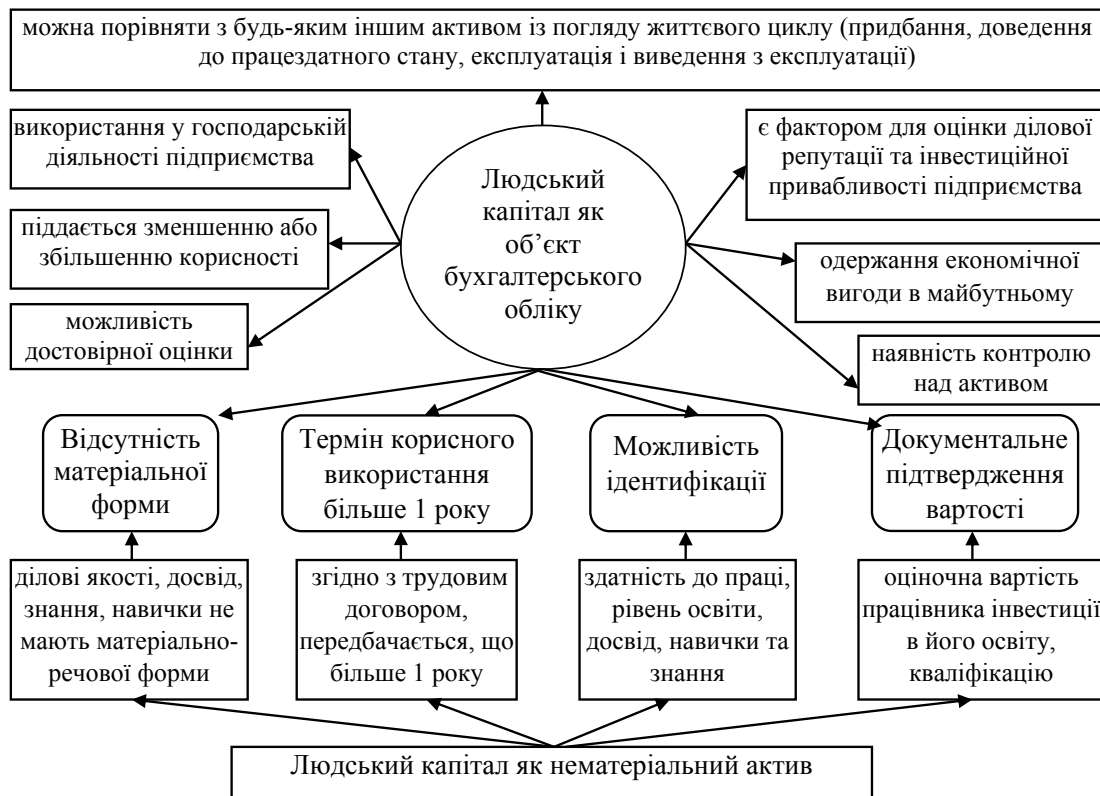 можна порівняти з будь-яким іншим активом із погляду життєвого циклу (придбання, доведення
до працездатного стану, експлуатація і виведення з експлуатації)
використання у господарській
діяльності підприємства
піддається зменшенню або
збільшенню корисності
можливість
достовірної оцінки
Людський
капітал як
об’єкт
бухгалтерського
обліку
є фактором для оцінки ділової
репутації та інвестиційної
привабливості підприємства
одержання економічної
вигоди в майбутньому
наявність контролю
над активом
Відсутність
матеріальної
форми
Термін корисного
використання
більше 1 року
Можливість
ідентифікації
Документальне
підтвердження
вартості
ділові якості, досвід,
знання, навички не
мають матеріально-
речової форми
згідно з трудовим
договором,
передбачається, що
більше 1 року
здатність до праці,
рівень освіти,
досвід, навички та
знання
оціночна вартість
працівника інвестиції
в його освіту,
кваліфікацію
Людський капітал як нематеріальний актив